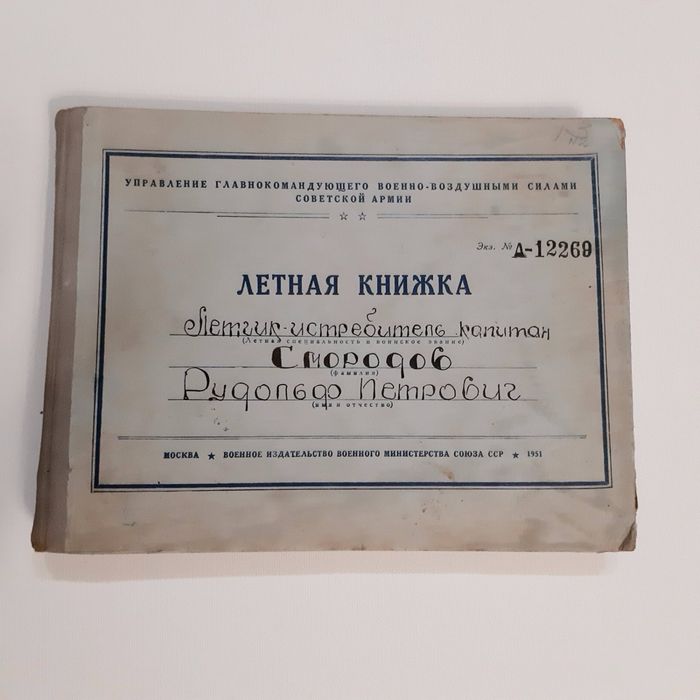 УПРАВЛЕНИЕ ГЛАВНОКОМАНДУЮЩЕГО ВОЕННО-ВОЗДУШНЫМИ СИЛАМИ
СОВЕТСКОЙ АРМИИ
Экз. № А-12269
ЛЕТНАЯ КНИЖКА
Летчик-истребитель капитан
(Летная специальность и воинское звание)
Смородов
(фамилия)
Рудольф Петрович
(имя и отчество)
МОСКВА ★ ВОЕННОЕ ИЗДАТЕЛЬСТВО ВОЕННОГО МИНИСТЕРСТВА СОЮЗА ССР ★ 1951